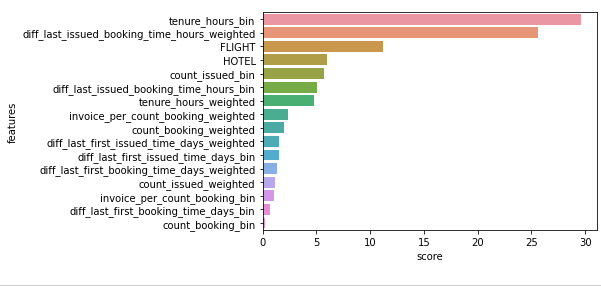 tenure_hours_bin
diff_last_issued_booking_time_hours_weighted
FLIGHT
HOTEL
count_issued_bin
diff_last_issued_booking_time_hours_bin
tenure_hours_weighted
invoice_per_count_booking_weighted
count_booking_weighted
diff_last_first_issued_time_days_weighted
diff_last_first_issued_time_days_bin
diff_last_first_booking_time_days_weighted
count_issued_weighted
invoice_per_count_booking_bin
diff_last_first_booking_time_days_bin
count_booking_bin
features
0 5 10 15 20 25 30
score